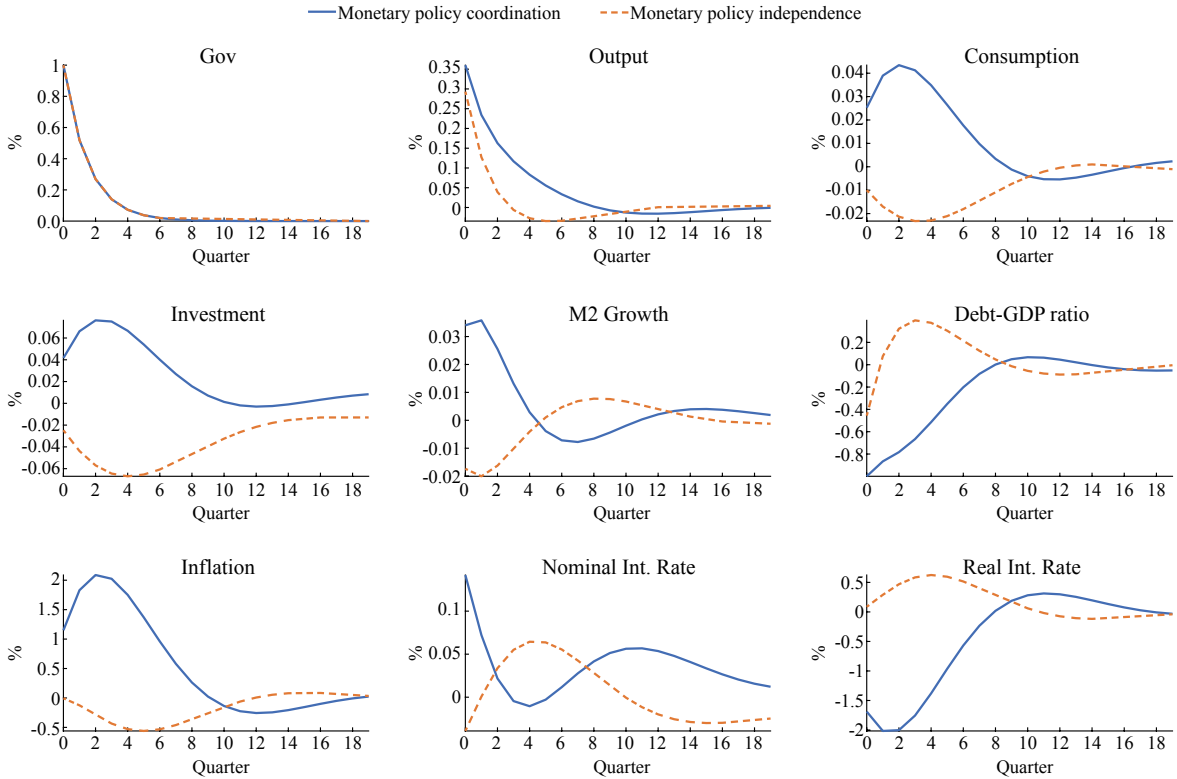 Monetary policy coordination Monetary policy independence
Gov
1
0.8
0.6
0.4
0.2
0.0
%
0 2 4 6 8 10 12 14 16 18
Quarter
Output
0.35
0.3
0.25
0.2
0.15
0.1
0.05
0
%
0 2 4 6 8 10 12 14 16 18
Quarter
Consumption
0.04
0.03
0.02
0.01
0
-0.01
-0.02
%
0 2 4 6 8 10 12 14 16 18
Quarter
Investment
0.06
0.04
0.02
0
-0.02
-0.04
-0.06
%
0 2 4 6 8 10 12 14 16 18
Quarter
M2 Growth
0.03
0.02
0.01
0
-0.01
-0.02
%
0 2 4 6 8 10 12 14 16 18
Quarter
Debt-GDP ratio
0.2
0
-0.2
-0.4
-0.6
-0.8
%
0 2 4 6 8 10 12 14 16 18
Quarter
Inflation
2
1.5
1
0.5
0
-0.5
%
0 2 4 6 8 10 12 14 16 18
Quarter
Nominal Int. Rate
0.1
0.05
0
%
0 2 4 6 8 10 12 14 16 18
Quarter
Real Int. Rate
0.5
0
-0.5
-1
-1.5
-2
%
0 2 4 6 8 10 12 14 16 18
Quarter